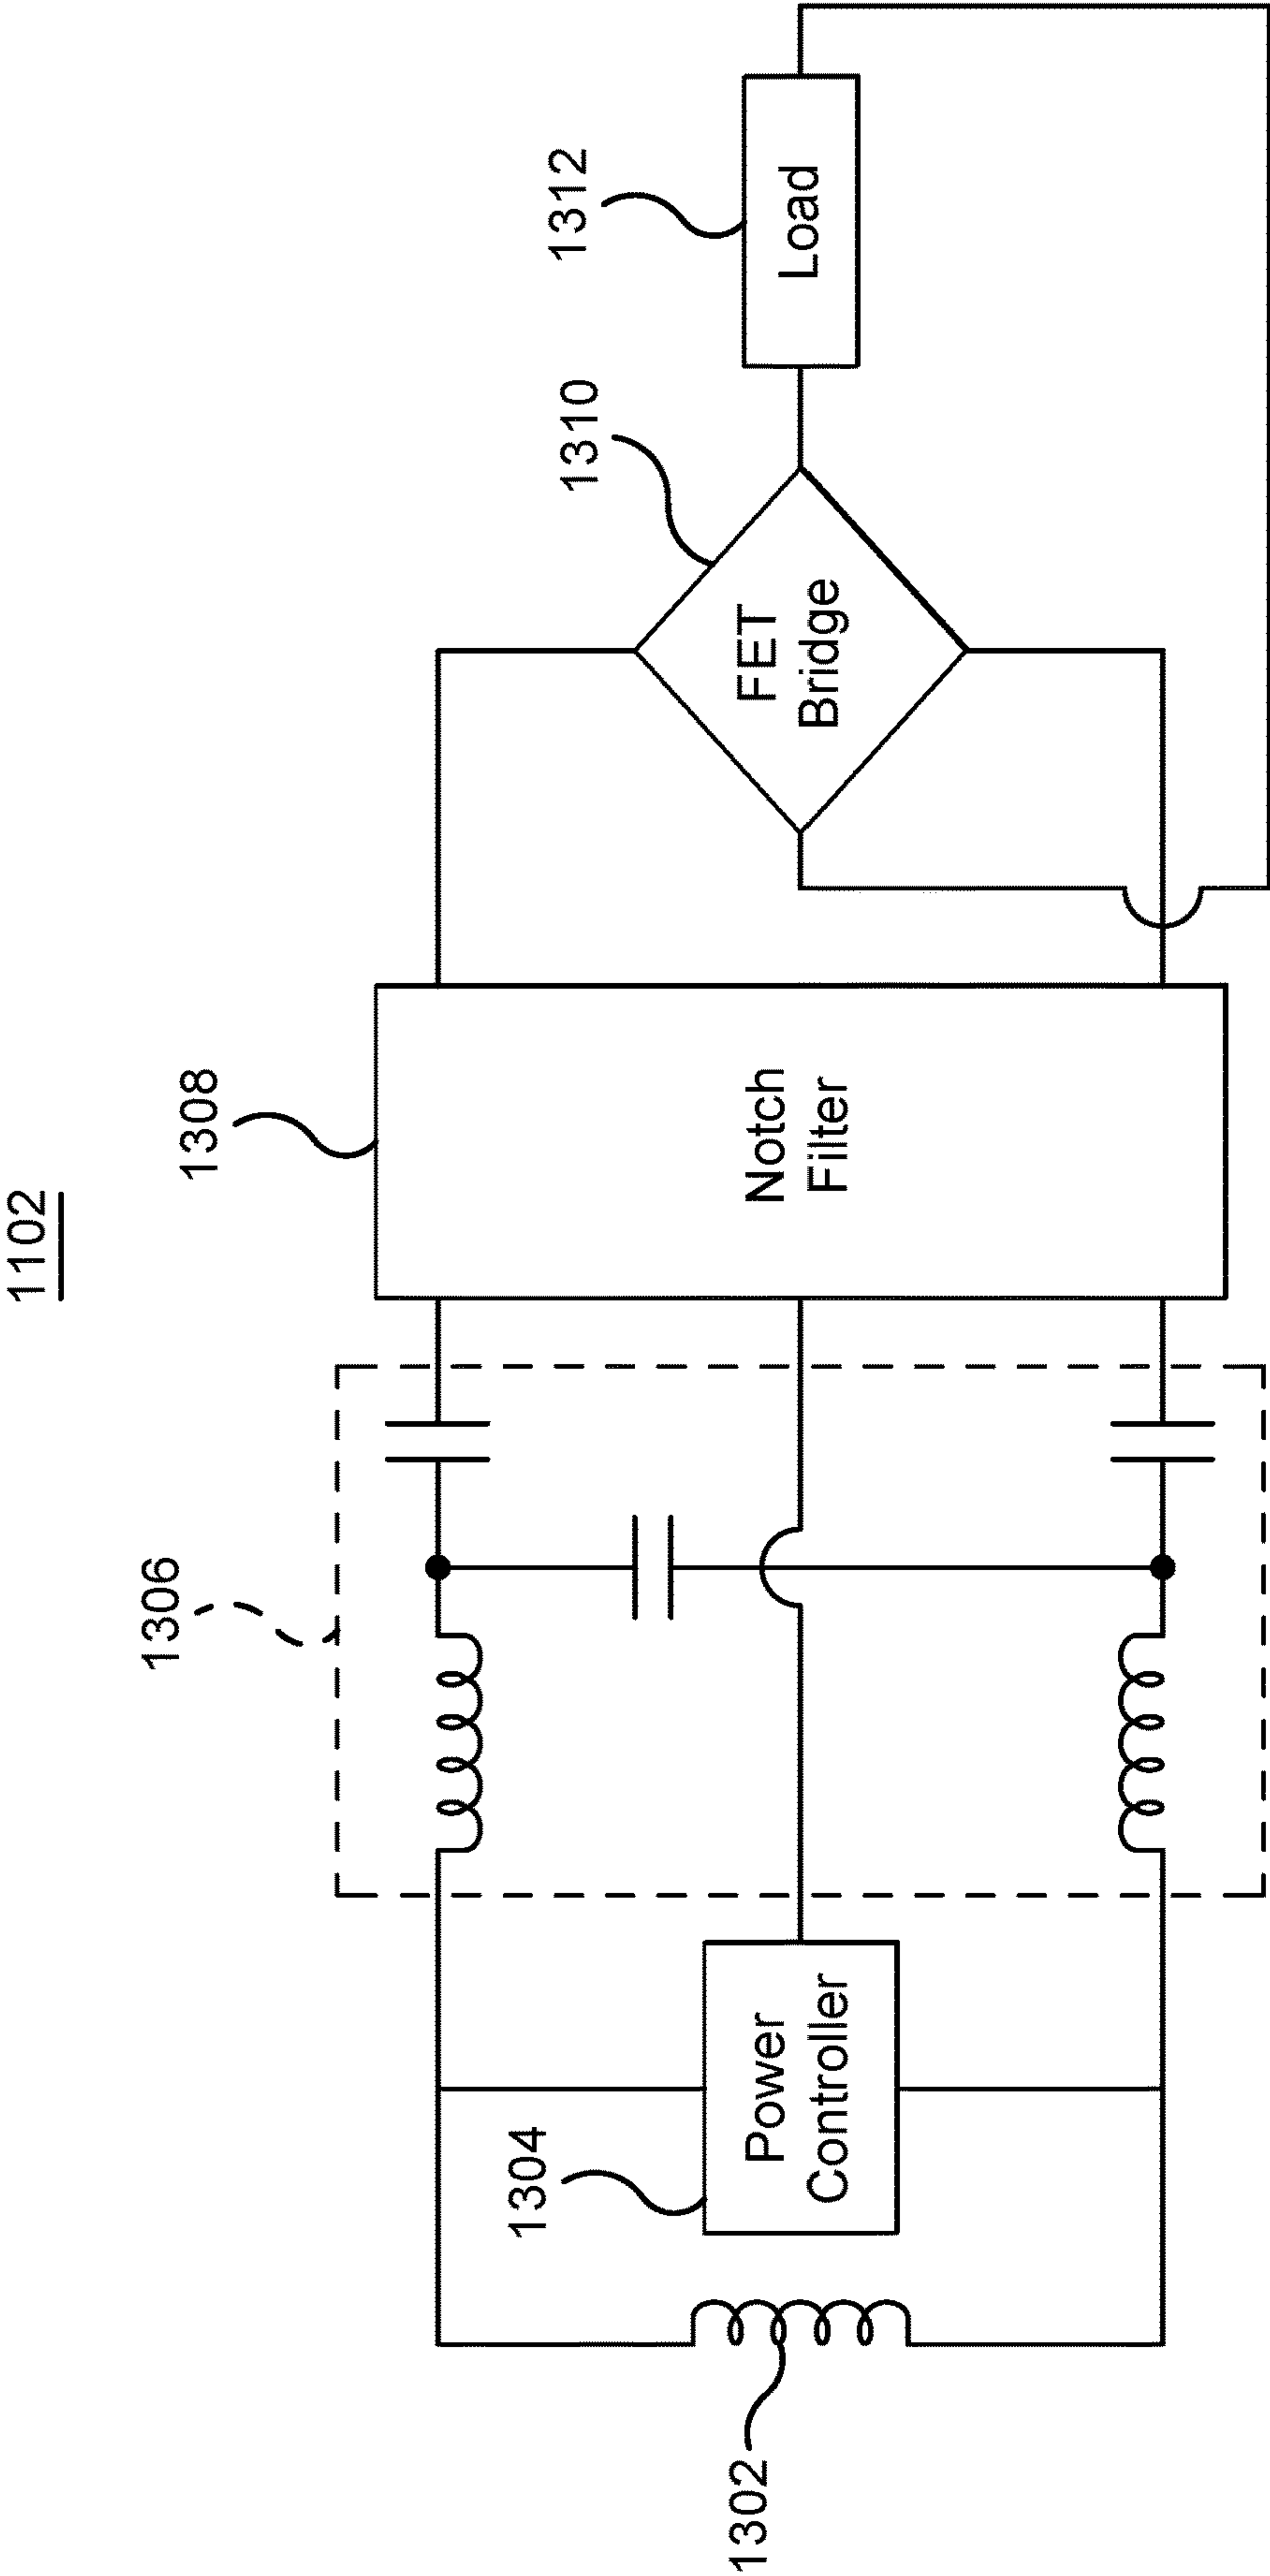 1102
1302
1304
Power
Controller
1306
1308
Notch
Filter
1310
FET
Bridge
1312
Load